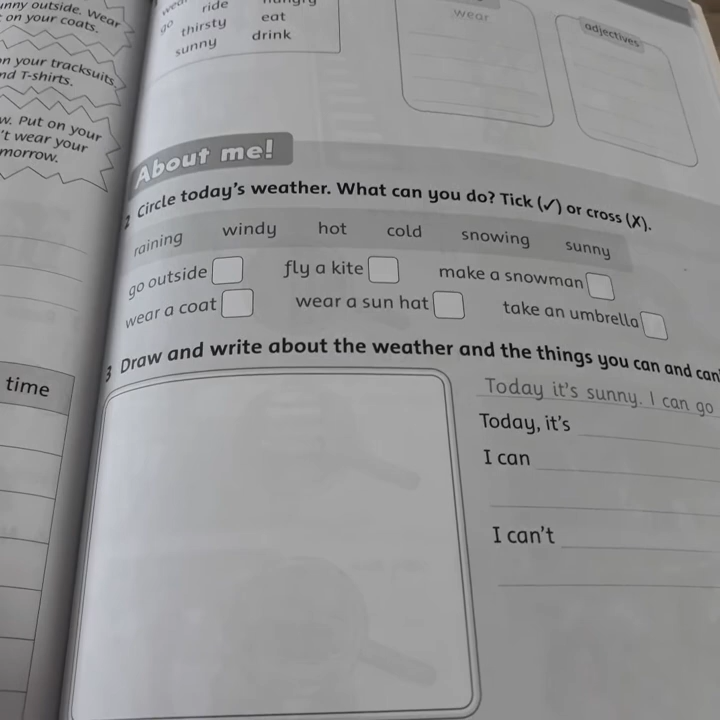 unny outside. Wear
on your coats.
on your tracksuits,
nd T-shirts.
w. Put on your
't wear your
morrow.
time
wear ride hungry
go thirsty eat
sunny drink
wear
adjectives
About me!
2 Circle today's weather. What can you do? Tick (✓) or cross (X).
raining windy hot cold snowing sunny
go outside fly a kite make a snowman
wear a coat wear a sun hat take an umbrella
3 Draw and write about the weather and the things you can and can'
Today it's sunny. I can go
Today, it's
I can
I can't